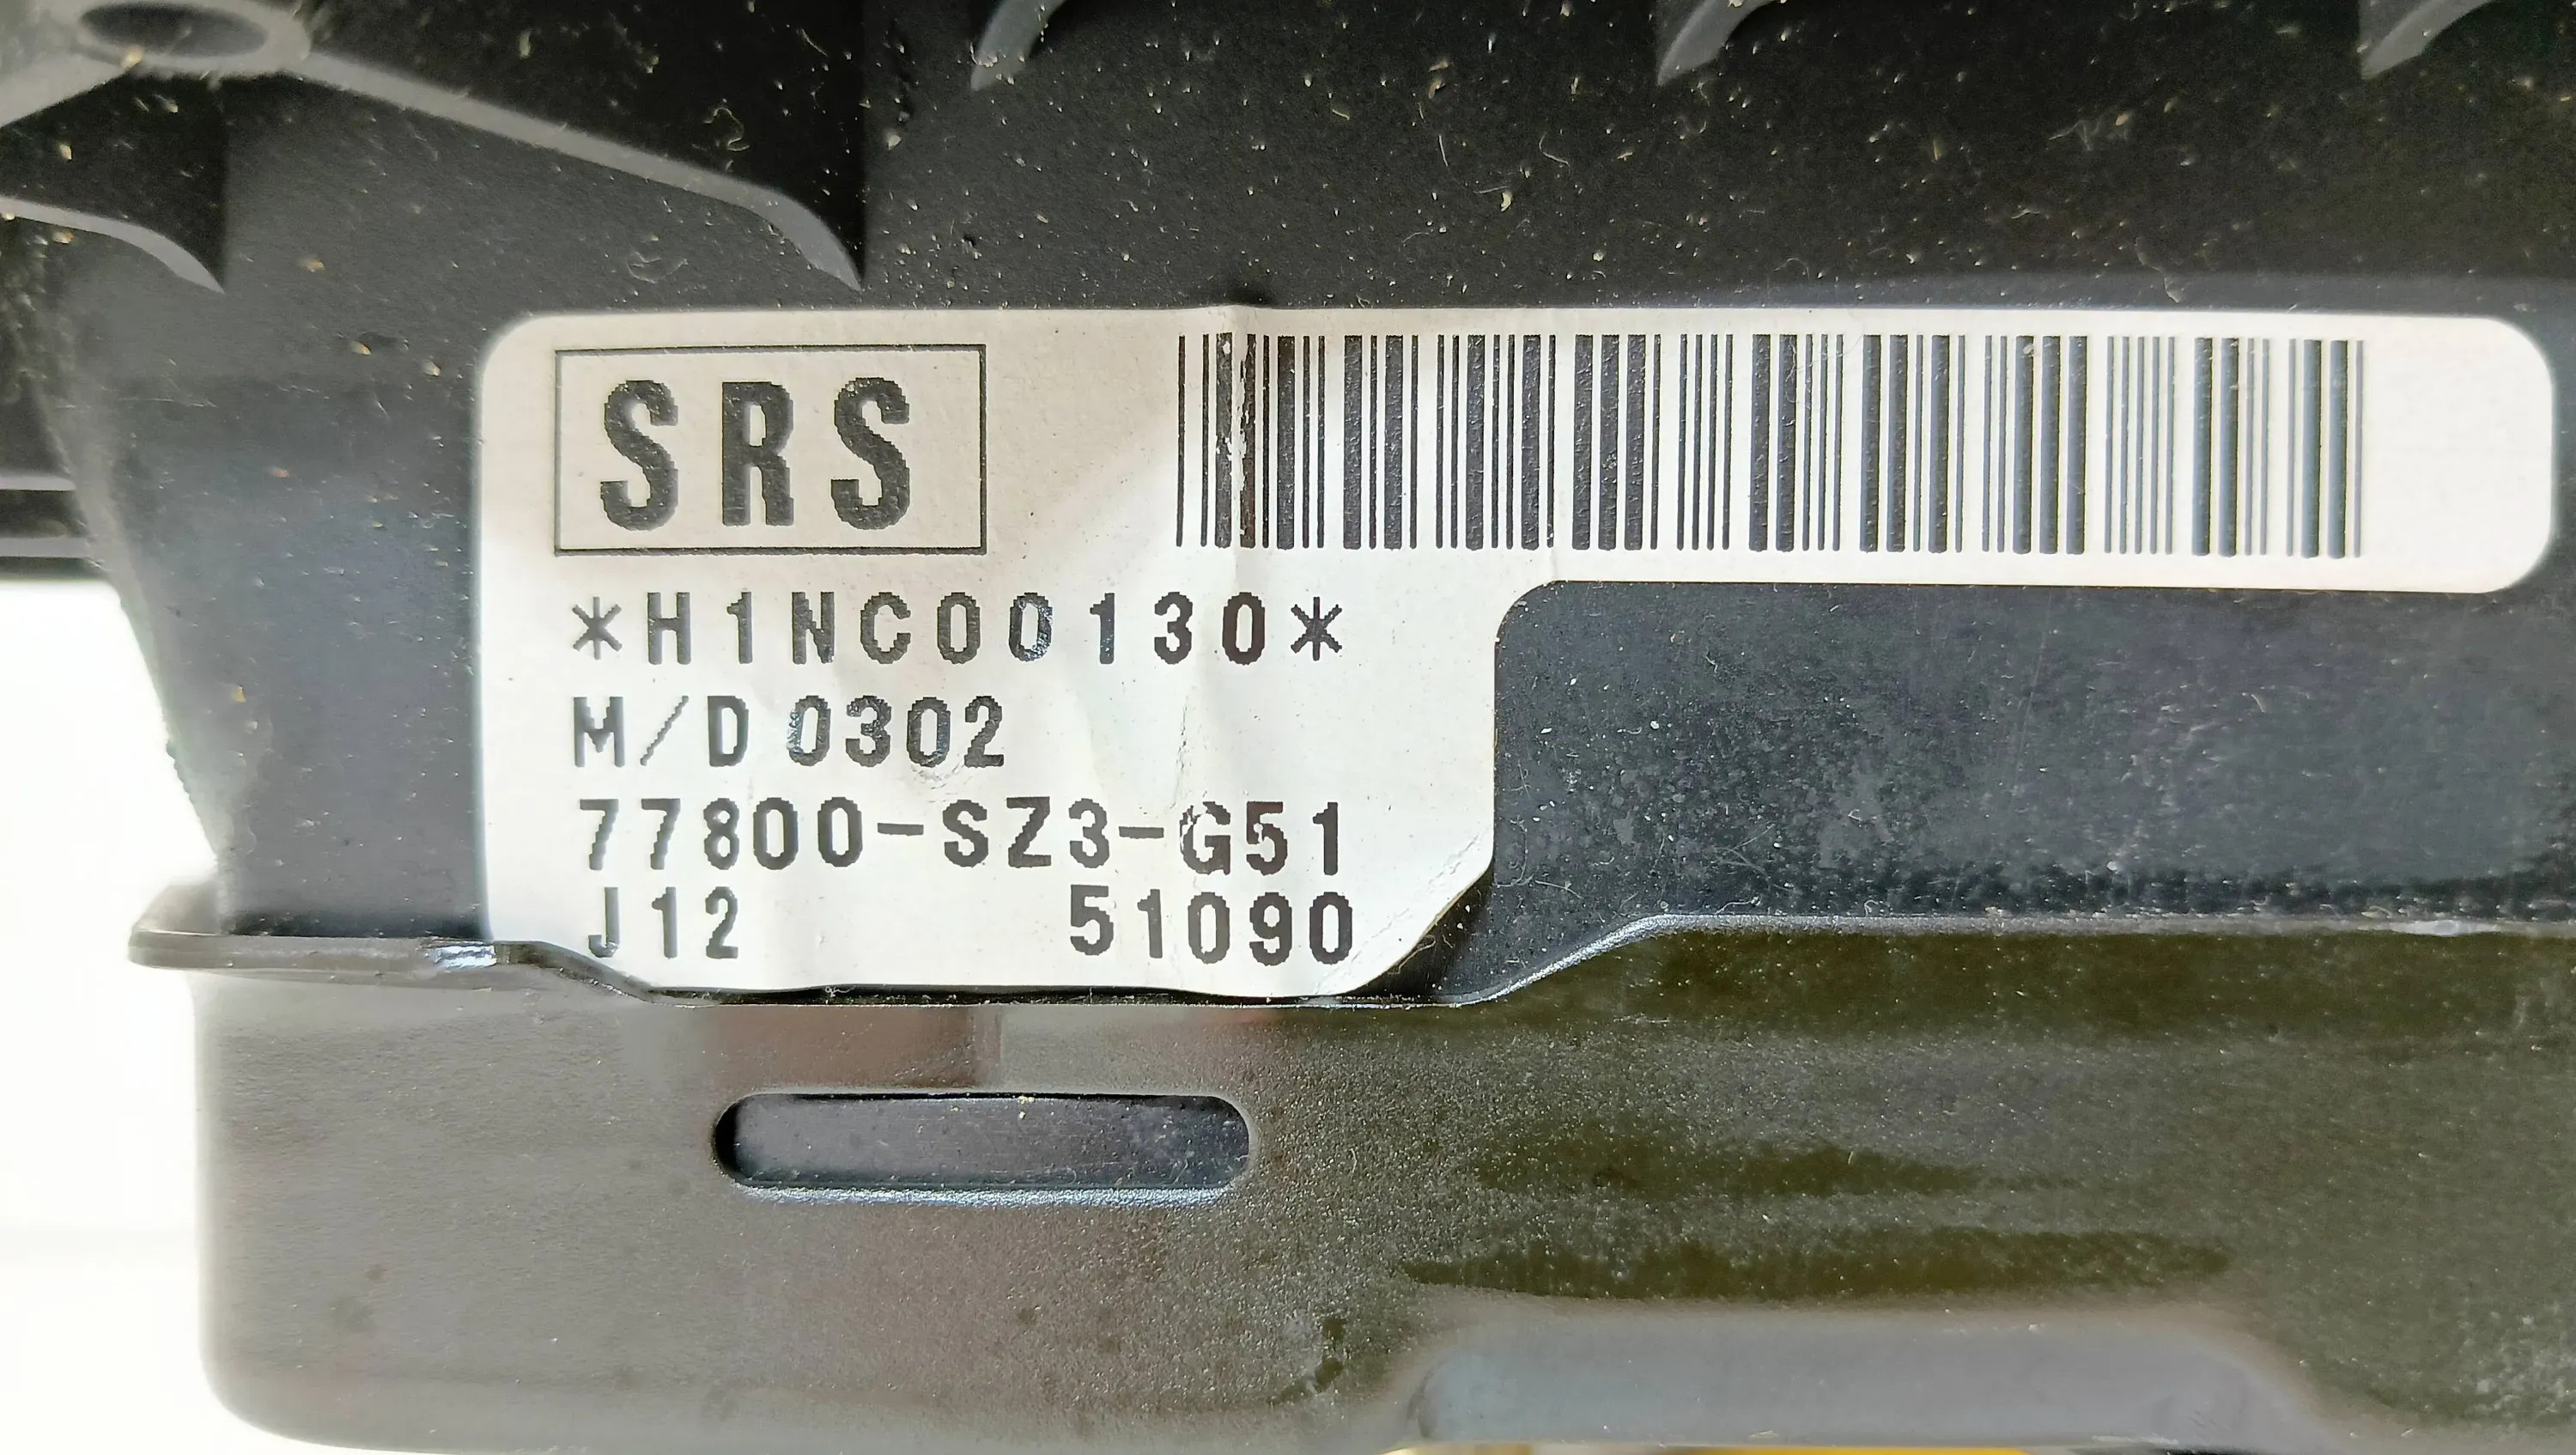 SRS
*H1NC00130*
M/D 0302
77800-SZ3-G51
J12 51090